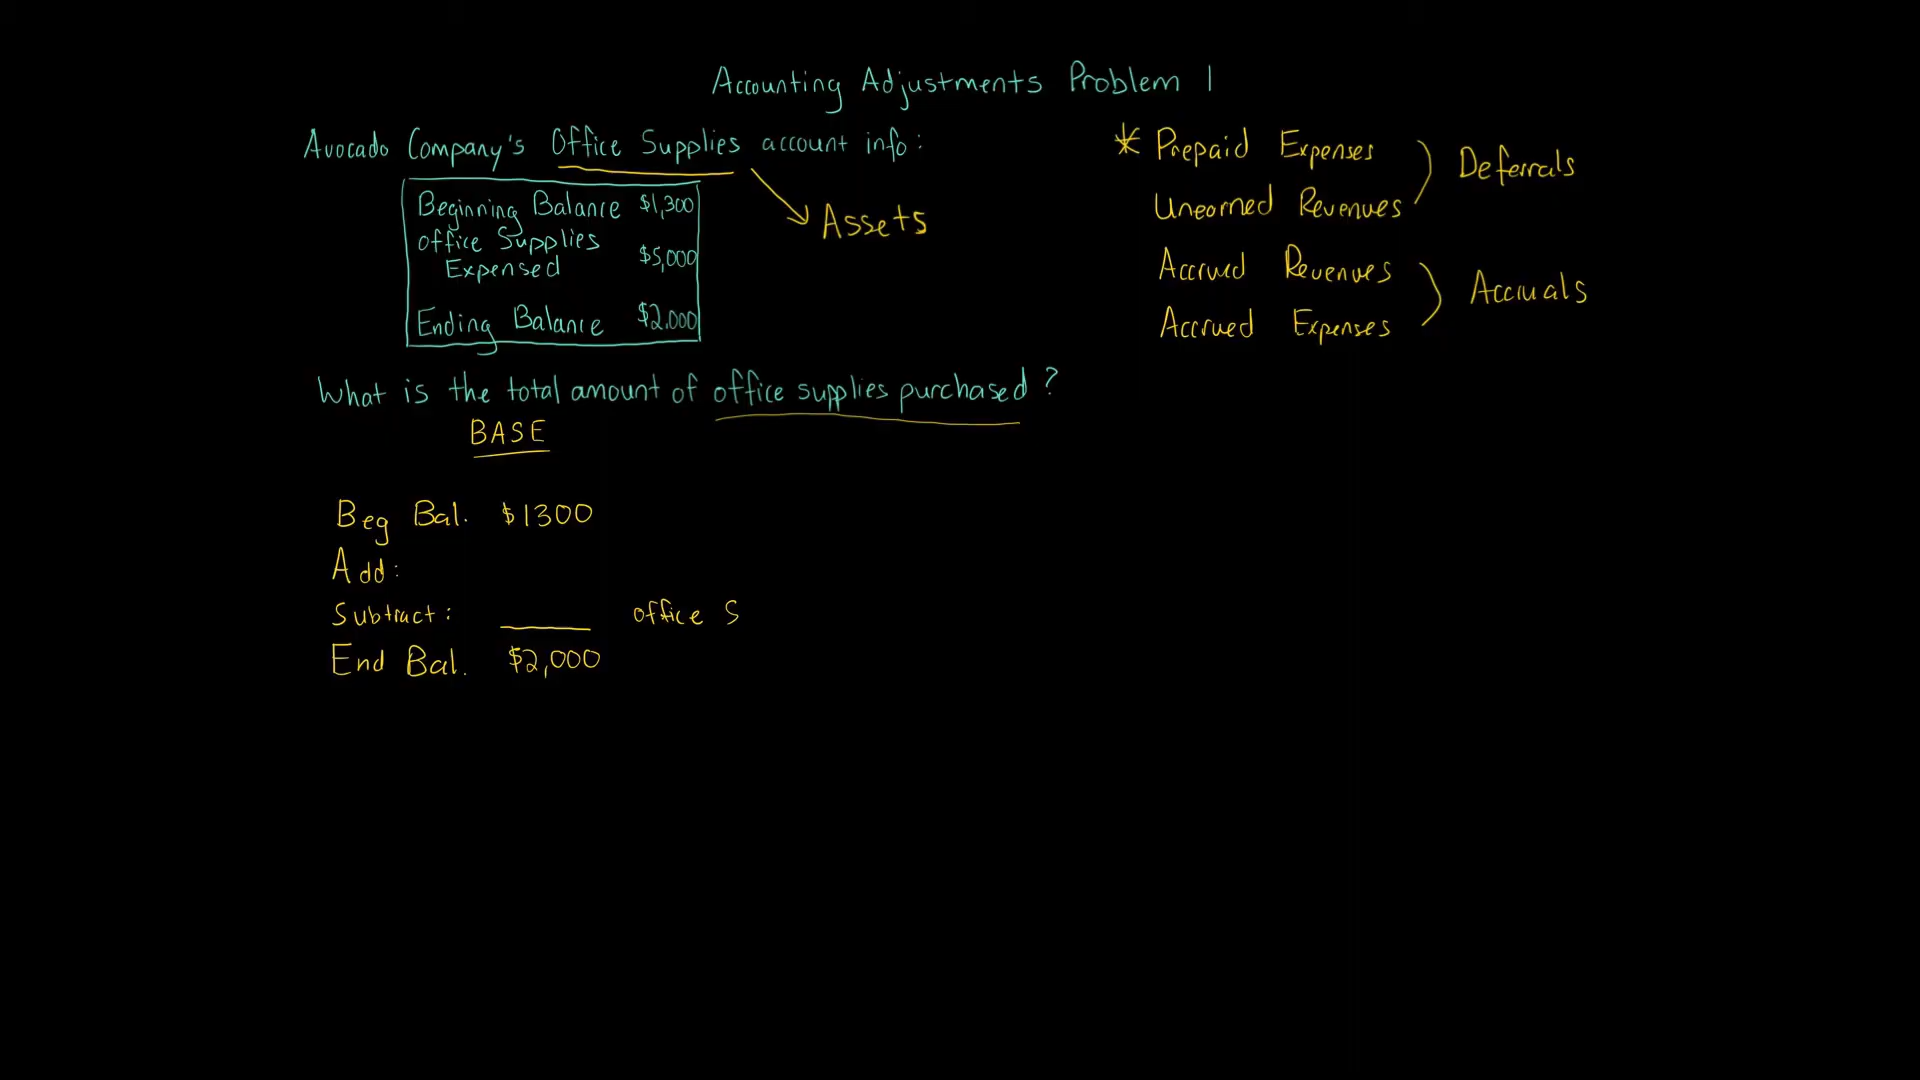 Accounting Adjustments Problem 1
Avocado Company's Office Supplies account info:
Beginning Balance $1,300
office Supplies
Expensed $5,000
Ending Balance $2,000
Assets
* Prepaid Expenses
Unearned Revenues
Deferrals
Accrued Revenues
Accrued Expenses
Accruals
What is the total amount of office supplies purchased?
BASE
Beg Bal. $1300
Add:
Subtract: office S
End Bal. $2,000